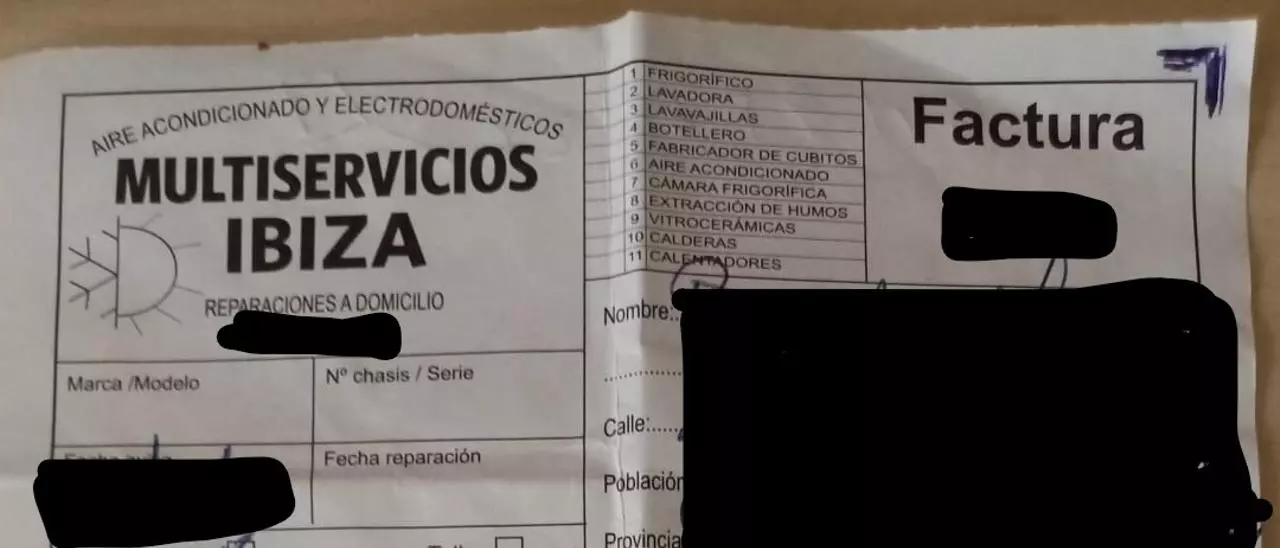 AIRE ACONDICIONADO Y ELECTRODOMÉSTICOS
MULTISERVICIOS
IBIZA
REPARACIONES A DOMICILIO
1 FRIGORÍFICO
2 LAVADORA
3 LAVAVAJILLAS
4 BOTELLERO
5 FABRICADOR DE CUBITOS
6 AIRE ACONDICIONADO
7 CÁMARA FRIGORÍFICA
8 EXTRACCIÓN DE HUMOS
9 VITROCERÁMICAS
10 CALDERAS
11 CALENTADORES
Factura
Marca /Modelo
Nº chasis / Serie
Fecha reparación
Nombre:
Calle:
Población
Provincia